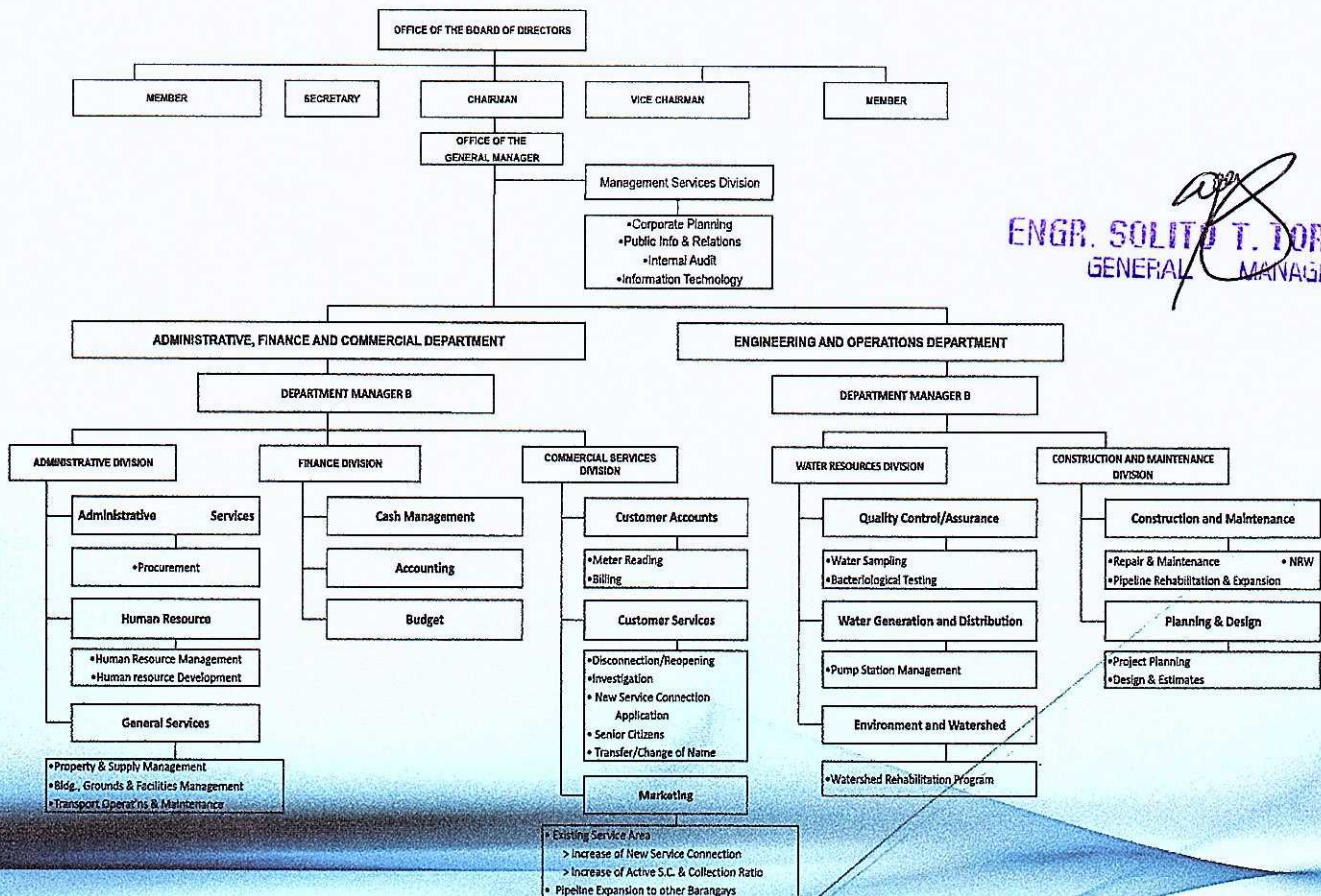 OFFICE OF THE BOARD OF DIRECTORS
MEMBER
SECRETARY
CHAIRMAN
VICE CHAIRMAN
MEMBER
OFFICE OF THE
GENERAL MANAGER
Management Services Division
•Corporate Planning
•Public Info & Relations
•Internal Audit
•Information Technology
ENGR. SOLITO T.
GENERAL
ADMINISTRATIVE, FINANCE AND COMMERCIAL DEPARTMENT
DEPARTMENT MANAGER B
ADMINISTRATIVE DIVISION
Administrative Services
•Procurement
Human Resource
•Human Resource Management
•Human resource Development
General Services
•Property & Supply Management
•Bldg., Grounds & Facilities Management
•Transport Operat'ns & Maintenance
FINANCE DIVISION
Cash Management
Accounting
Budget
COMMERCIAL SERVICES
DIVISION
Customer Accounts
•Meter Reading
•Billing
Customer Services
•Disconnection/Reopening
•Investigation
• New Service Connection
Application
• Senior Citizens
• Transfer/Change of Name
Marketing
• Existing Service Area
> Increase of New Service Connection
> Increase of Active S.C. & Collection Ratio
• Pipeline Expansion to other Barangays
ENGINEERING AND OPERATIONS DEPARTMENT
DEPARTMENT MANAGER B
WATER RESOURCES DIVISION
Quality Control/Assurance
•Water Sampling
•Bacteriological Testing
Water Generation and Distribution
•Pump Station Management
Environment and Watershed
•Watershed Rehabilitation Program
CONSTRUCTION AND MAINTENANCE
DIVISION
Construction and Maintenance
•Repair & Maintenance • NRW
•Pipeline Rehabilitation & Expansion
Planning & Design
•Project Planning
•Design & Estimates